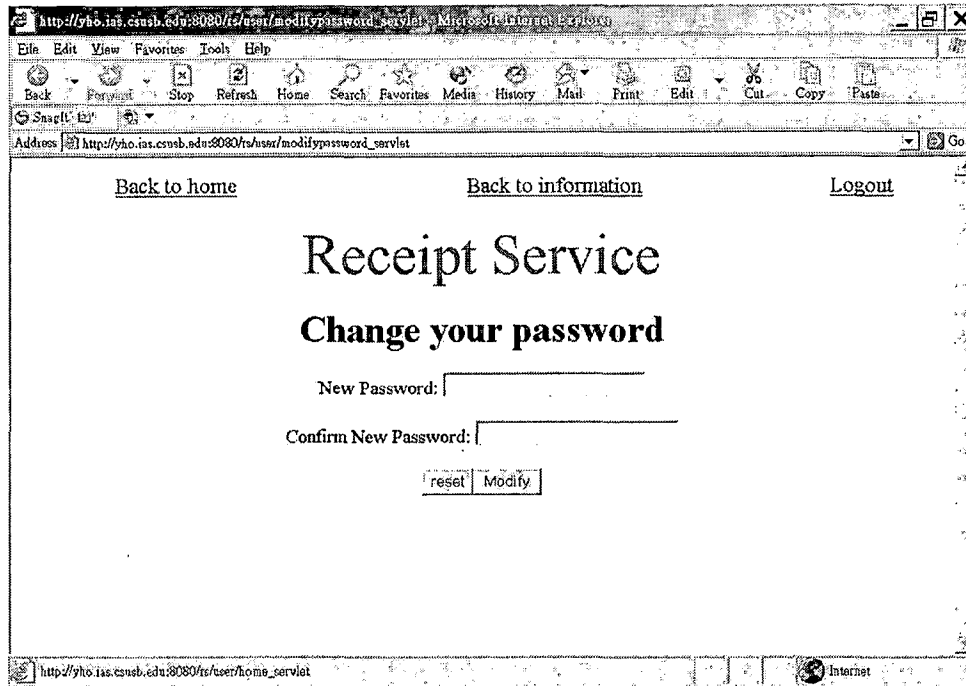 http://yho.ias.csusb.edu:8080/rs/user/modifypassword_servlet - Microsoft Internet Explorer
File Edit View Favorites Tools Help
Back Forward Stop Refresh Home Search Favorites Media History Mail Print Edit Cut Copy Paste
SnagIt
Address http://yho.ias.csusb.edu:8080/rs/user/modifypassword_servlet Go
Back to home Back to information Logout
Receipt Service
Change your password
New Password:
Confirm New Password:
reset Modify
http://yho.ias.csusb.edu:8080/rs/user/home_servlet Internet